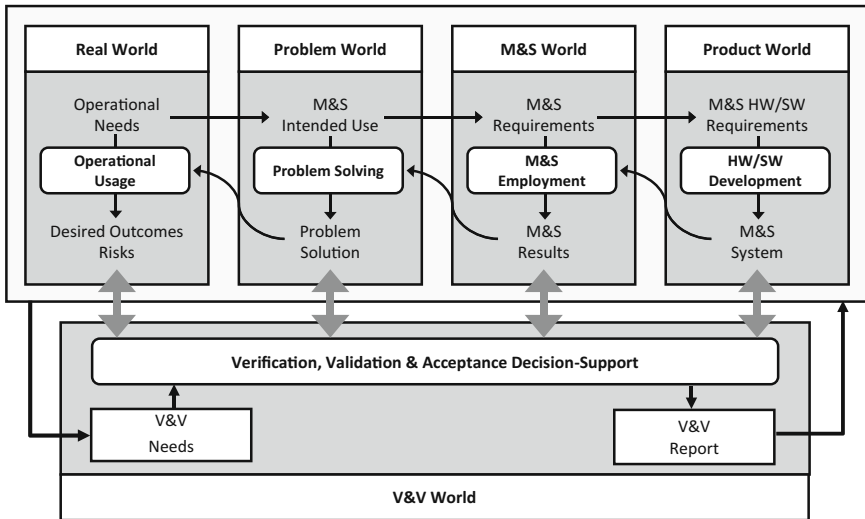 Real World
Problem World
M&S World
Product World
Operational
Needs
M&S
Intended Use
M&S
Requirements
M&S HW/SW
Requirements
Operational
Usage
Problem Solving
M&S
Employment
HW/SW
Development
Desired Outcomes
Risks
Problem
Solution
M&S
Results
M&S
System
Verification, Validation & Acceptance Decision-Support
V&V
Needs
V&V
Report
V&V World